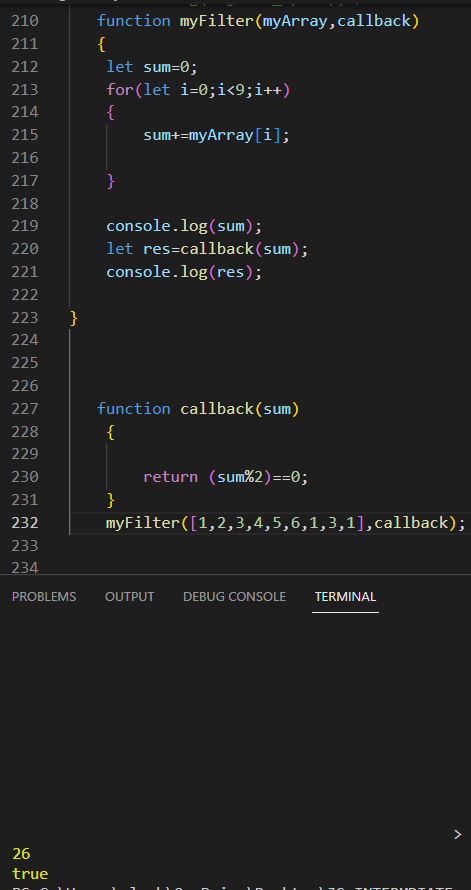 210 function myFilter(myArray,callback)
211 {
212 let sum=0;
213 for(let i=0;i<9;i++)
214 {
215 sum+=myArray[i];
216
217 }
218
219 console.log(sum);
220 let res=callback(sum);
221 console.log(res);
222
223 }
224
225
226
227 function callback(sum)
228 {
229
230 return (sum%2)==0;
231 }
232 myFilter([1,2,3,4,5,6,1,3,1],callback);
233
234
PROBLEMS OUTPUT DEBUG CONSOLE TERMINAL
>
26
true